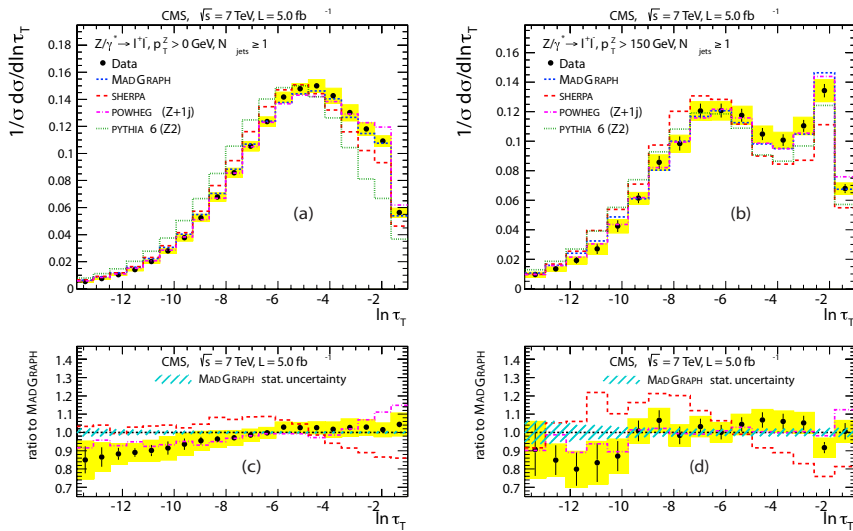 CMS, √s = 7 TeV, L = 5.0 fb⁻¹
1/σ dσ/dlnτ_T
Z/γ* → l⁺l⁻, p_T^Z > 0 GeV, N_jets ≥ 1
Data
MADGRAPH
SHERPA
POWHEG (Z+1j)
PYTHIA 6 (Z2)
(a)
0.18
0.16
0.14
0.12
0.1
0.08
0.06
0.04
0.02
0
-12 -10 -8 -6 -4 -2
ln τ_T
CMS, √s = 7 TeV, L = 5.0 fb⁻¹
1/σ dσ/dlnτ_T
Z/γ* → l⁺l⁻, p_T^Z > 150 GeV, N_jets ≥ 1
Data
MADGRAPH
SHERPA
POWHEG (Z+1j)
PYTHIA 6 (Z2)
(b)
0.18
0.16
0.14
0.12
0.1
0.08
0.06
0.04
0.02
0
-12 -10 -8 -6 -4 -2
ln τ_T
CMS, √s = 7 TeV, L = 5.0 fb⁻¹
MADGRAPH stat. uncertainty
ratio to MADGRAPH
1.4
1.3
1.2
1.1
1.0
0.9
0.8
0.7
(c)
-12 -10 -8 -6 -4 -2
ln τ_T
CMS, √s = 7 TeV, L = 5.0 fb⁻¹
MADGRAPH stat. uncertainty
ratio to MADGRAPH
1.4
1.3
1.2
1.1
1.0
0.9
0.8
0.7
(d)
-12 -10 -8 -6 -4 -2
ln τ_T